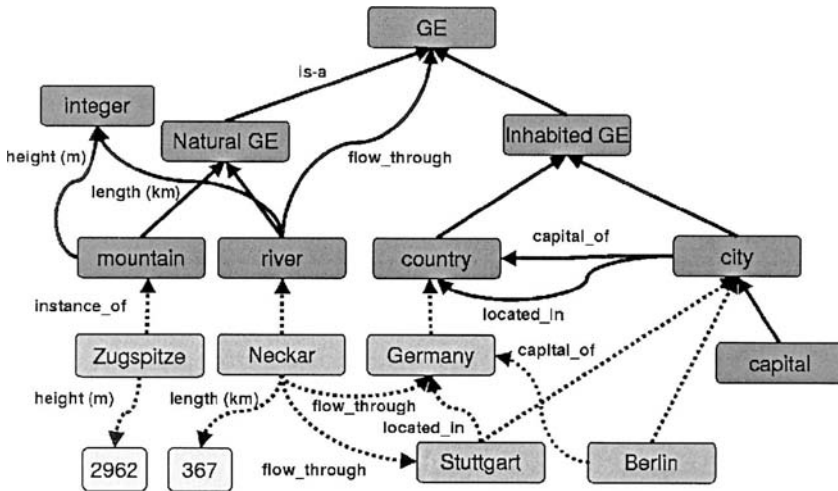 GE
is-a
integer
Natural GE
Inhabited GE
height (m)
flow_through
length (km)
capital_of
mountain
river
country
city
instance_of
located_in
Zugspitze
Neckar
Germany
capital_of
capital
height (m)
length (km)
flow_through
located_in
2962
367
flow_through
Stuttgart
Berlin